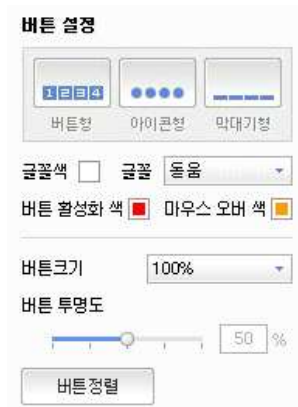 버튼 설정
1 2 3 4
버튼형 아이콘형 막대기형
글꼴색 글꼴 돋움
버튼 활성화 색 마우스 오버 색
버튼크기 100%
버튼 투명도
50 %
버튼정렬